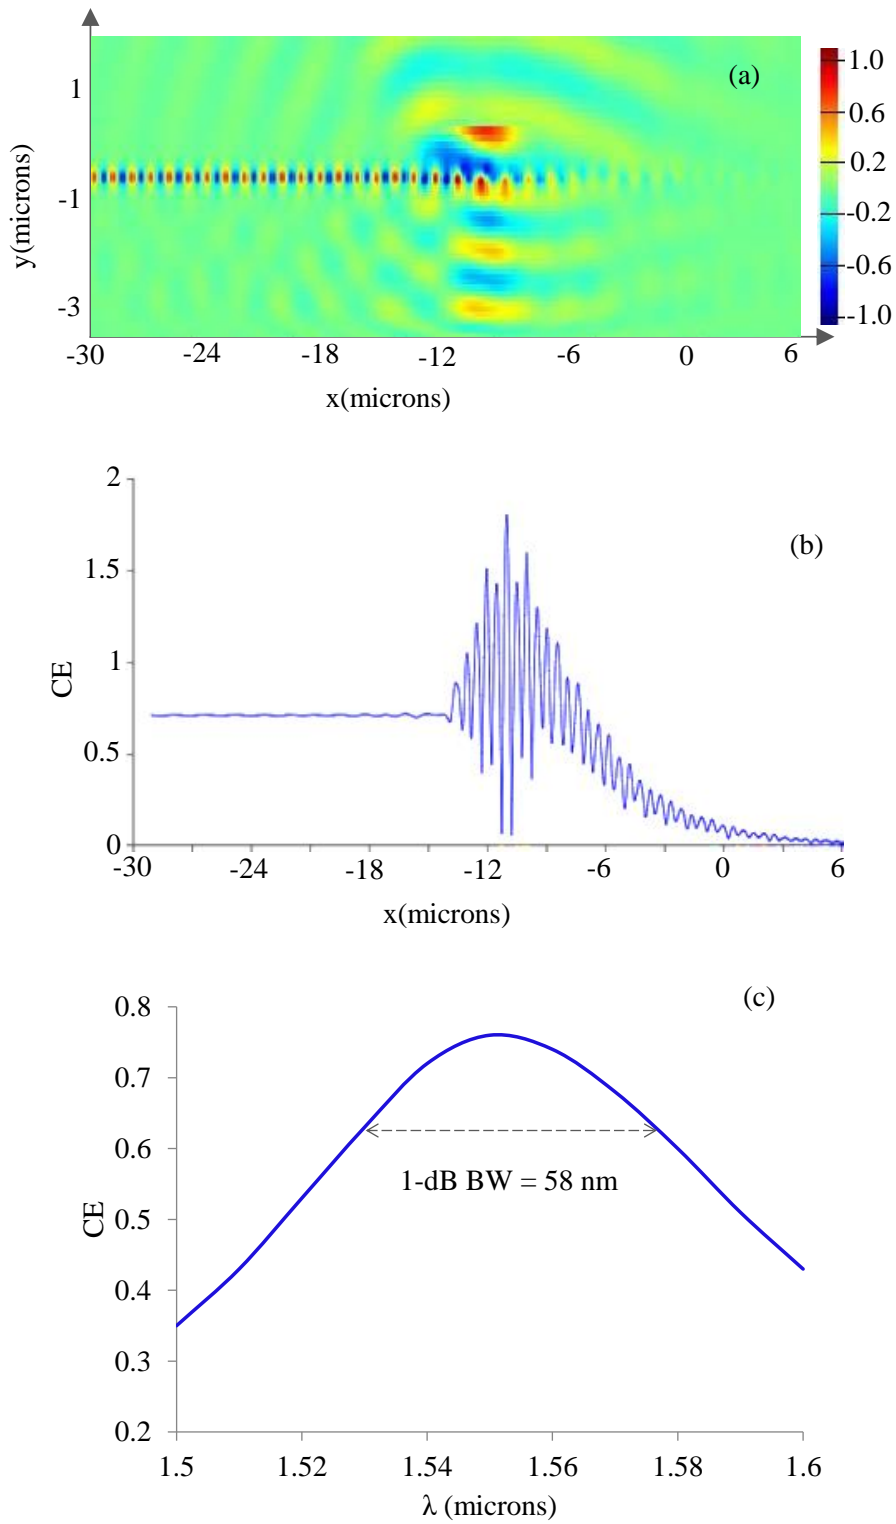 (a)
1
-1
-3
y(microns)
-30 -24 -18 -12 -6 0 6
x(microns)
1.0
0.6
0.2
-0.2
-0.6
-1.0
(b)
2
1.5
1
0.5
0
CE
-30 -24 -18 -12 -6 0 6
x(microns)
(c)
0.8
0.7
0.6
0.5
0.4
0.3
0.2
CE
1-dB BW = 58 nm
1.5 1.52 1.54 1.56 1.58 1.6
λ (microns)